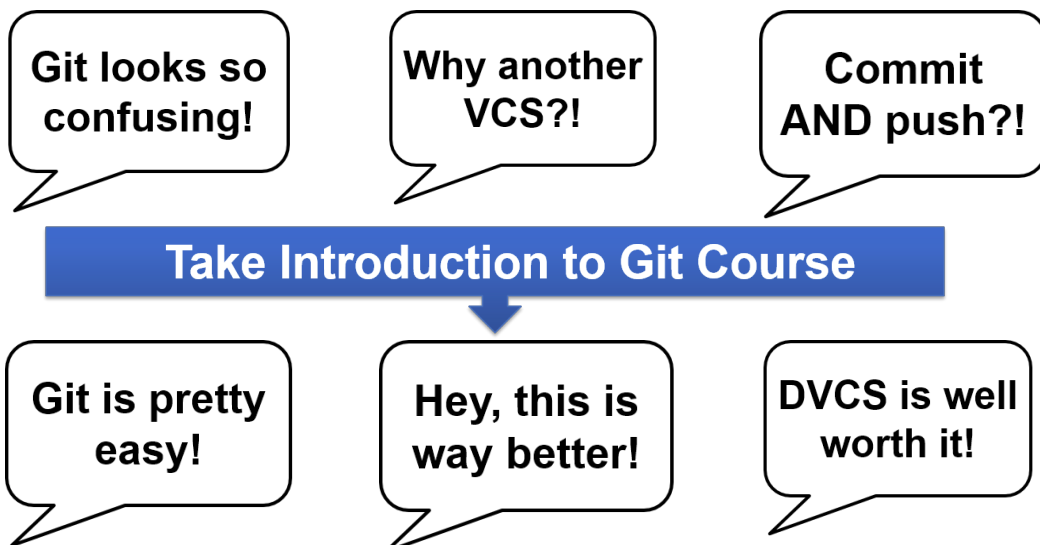 Git looks so
confusing!
Why another
VCS?!
Commit
AND push?!
Take Introduction to Git Course
Git is pretty
easy!
Hey, this is
way better!
DVCS is well
worth it!